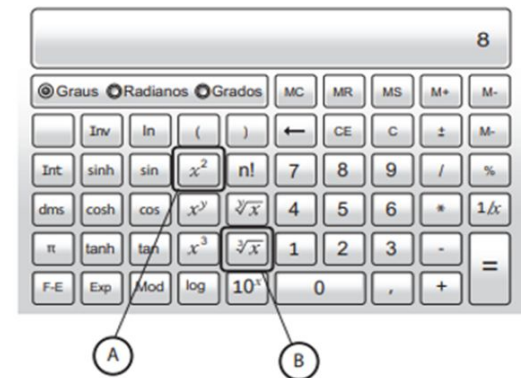 8
Graus Radianos Grados MC MR MS M+ M-
Inv ln ( ) ← CE C ± M-
Int sinh sin x² n! 7 8 9 / %
dms cosh cos xʸ ʸ√x 4 5 6 * 1/x
π tanh tan x³ ³√x 1 2 3 - =
F-E Exp Mod log 10ˣ 0 , +
A B